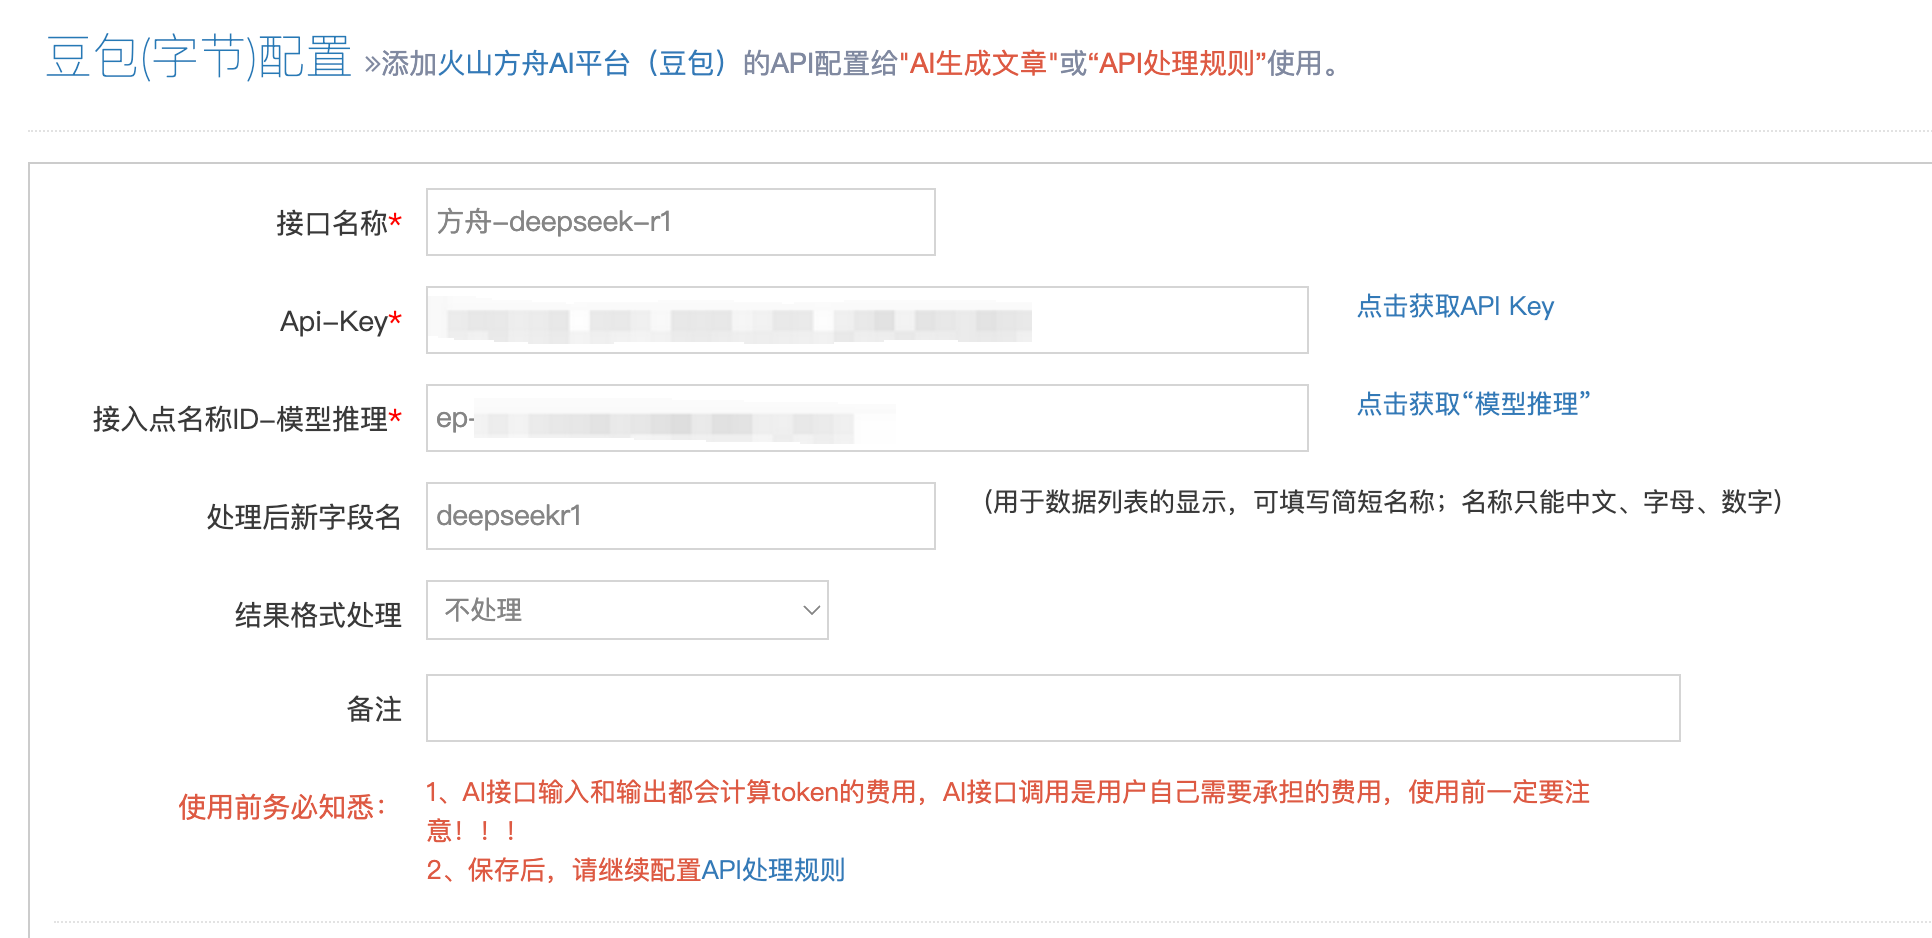 豆包(字节)配置 »添加火山方舟AI平台（豆包）的API配置给"AI生成文章"或“API处理规则”使用。
接口名称* 方舟-deepseek-r1
Api-Key* 点击获取API Key
接入点名称ID-模型推理* ep- 点击获取“模型推理”
处理后新字段名 deepseekr1 (用于数据列表的显示，可填写简短名称；名称只能中文、字母、数字)
结果格式处理 不处理
备注
使用前务必知悉： 1、AI接口输入和输出都会计算token的费用，AI接口调用是用户自己需要承担的费用，使用前一定要注
意！！！
2、保存后，请继续配置API处理规则